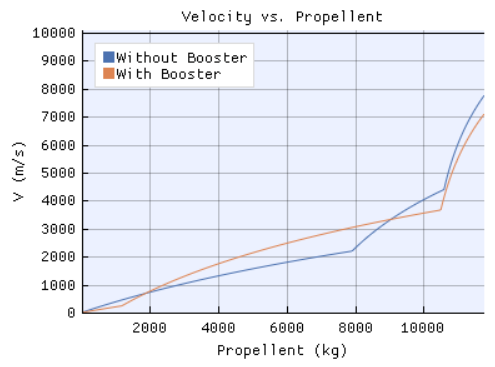 Velocity vs. Propellent
Without Booster
With Booster
10000
9000
8000
7000
6000
5000
4000
3000
2000
1000
0
V (m/s)
2000 4000 6000 8000 10000
Propellent (kg)